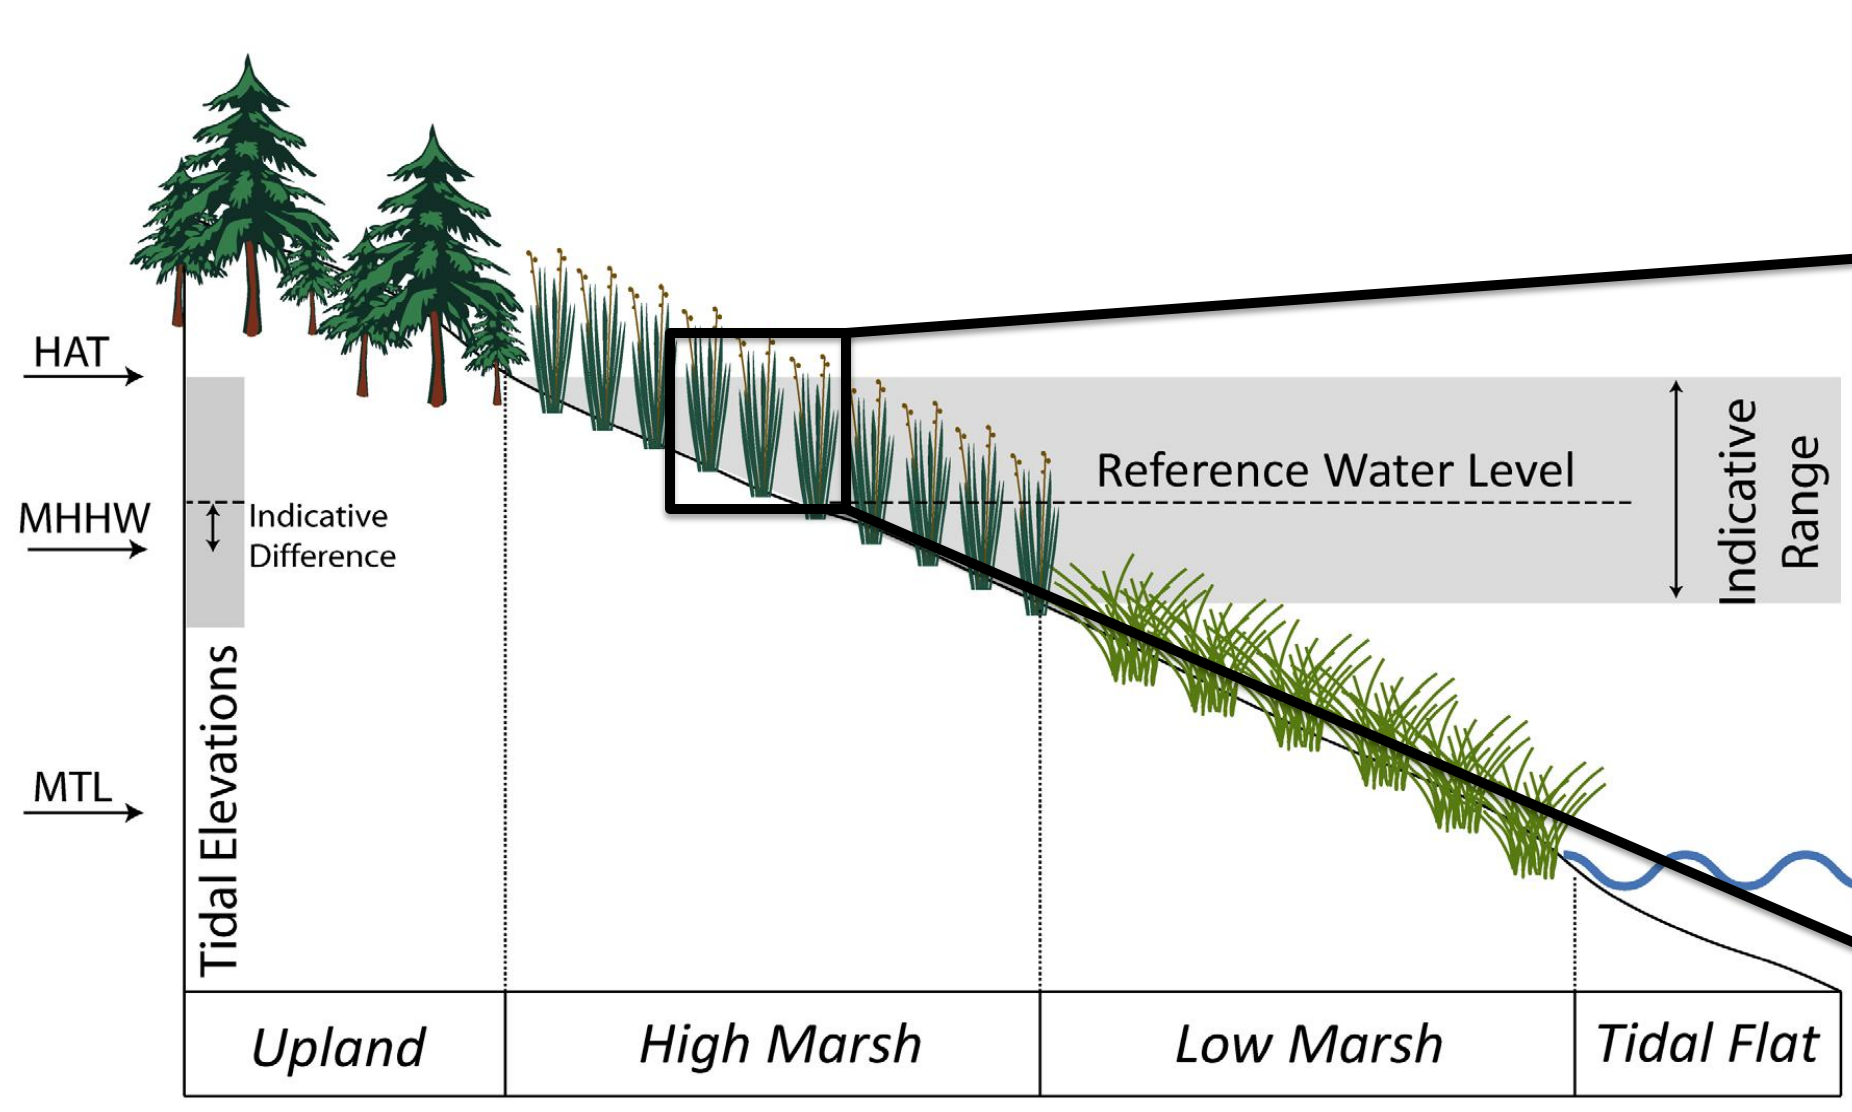 HAT
MHHW
Indicative
Difference
MTL
Tidal Elevations
Reference Water Level
Indicative
Range
Upland
High Marsh
Low Marsh
Tidal Flat